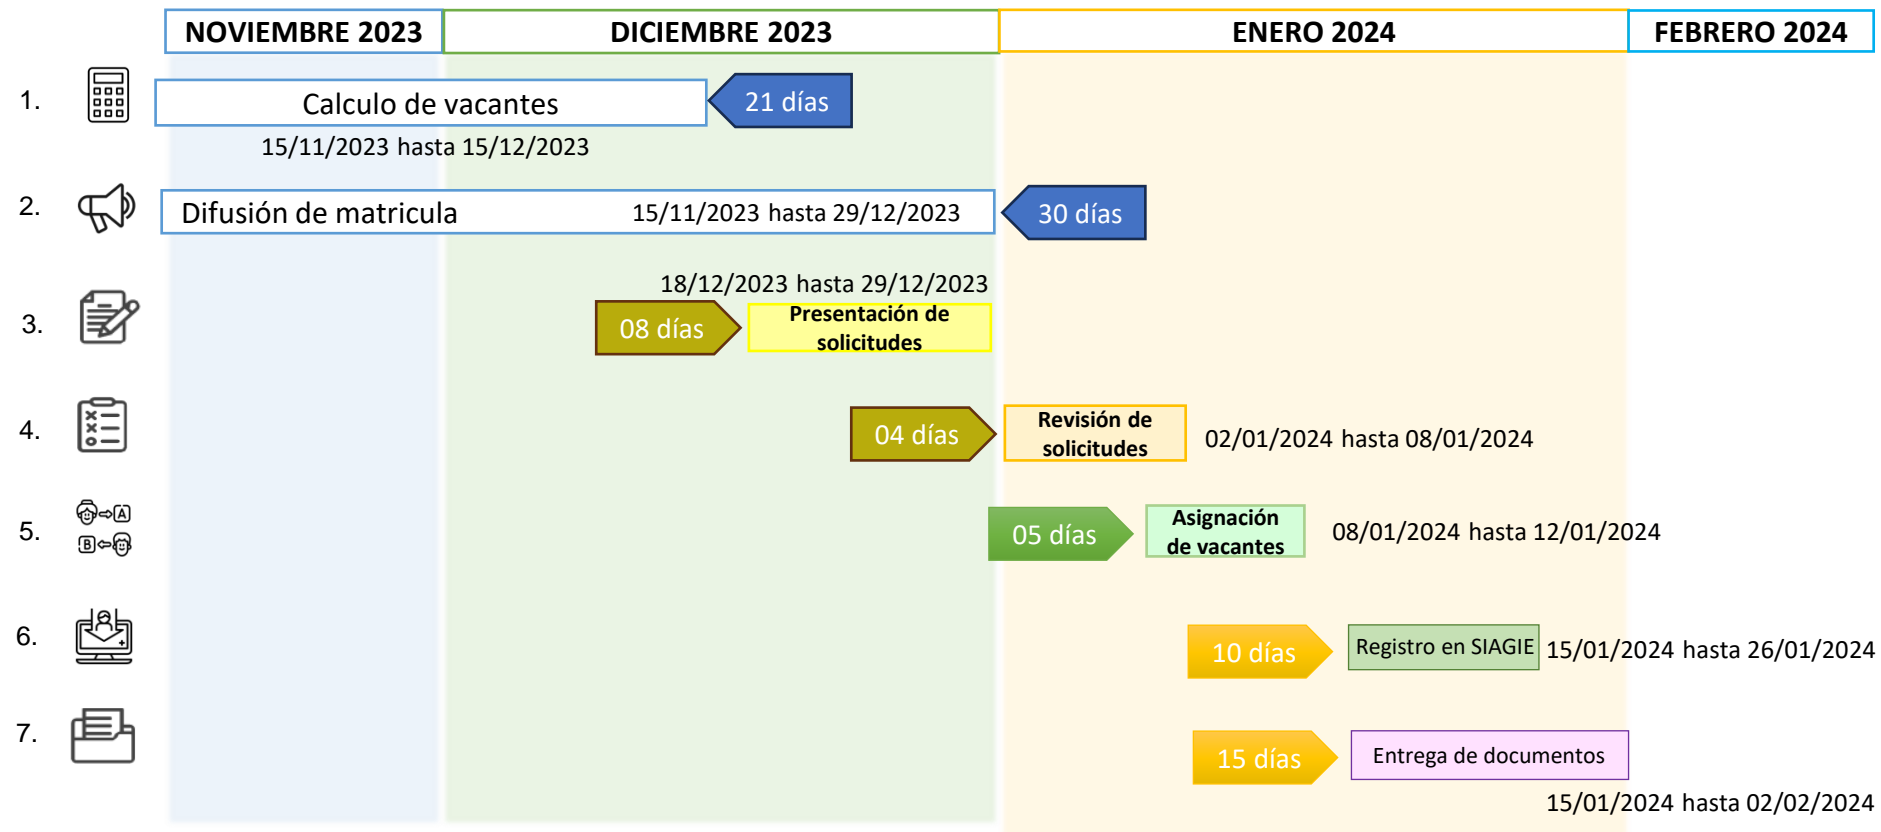 NOVIEMBRE 2023
DICIEMBRE 2023
ENERO 2024
FEBRERO 2024
1.
Calculo de vacantes
21 días
15/11/2023 hasta 15/12/2023
2.
Difusión de matricula
15/11/2023 hasta 29/12/2023
30 días
18/12/2023 hasta 29/12/2023
3.
08 días
Presentación de
solicitudes
4.
04 días
Revisión de
solicitudes
02/01/2024 hasta 08/01/2024
5.
A
B
05 días
Asignación
de vacantes
08/01/2024 hasta 12/01/2024
6.
10 días
Registro en SIAGIE
15/01/2024 hasta 26/01/2024
7.
15 días
Entrega de documentos
15/01/2024 hasta 02/02/2024